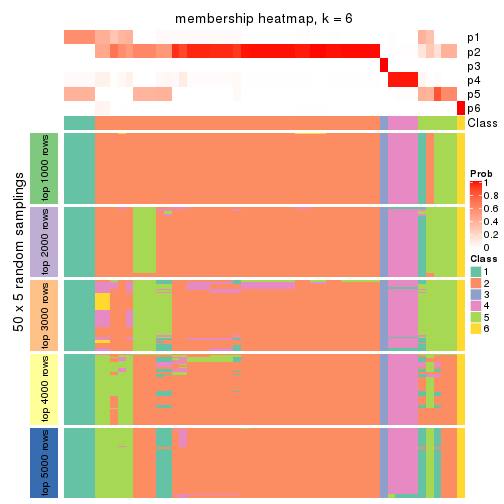 membership heatmap, k = 6
p1
p2
p3
p4
p5
p6
Class
50 x 5 random samplings
top 1000 rows
top 2000 rows
top 3000 rows
top 4000 rows
top 5000 rows
Prob
1
0.8
0.6
0.4
0.2
0
Class
1
2
3
4
5
6